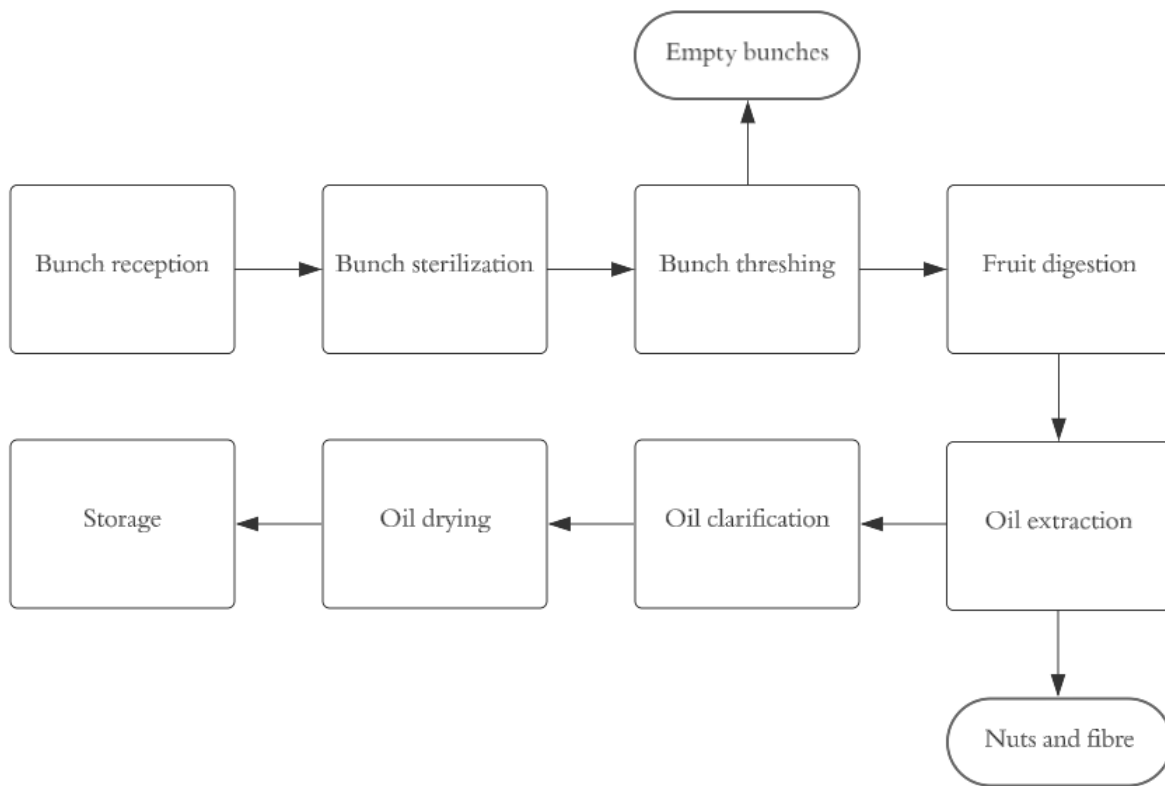 Empty bunches
Bunch reception
Bunch sterilization
Bunch threshing
Fruit digestion
Storage
Oil drying
Oil clarification
Oil extraction
Nuts and fibre